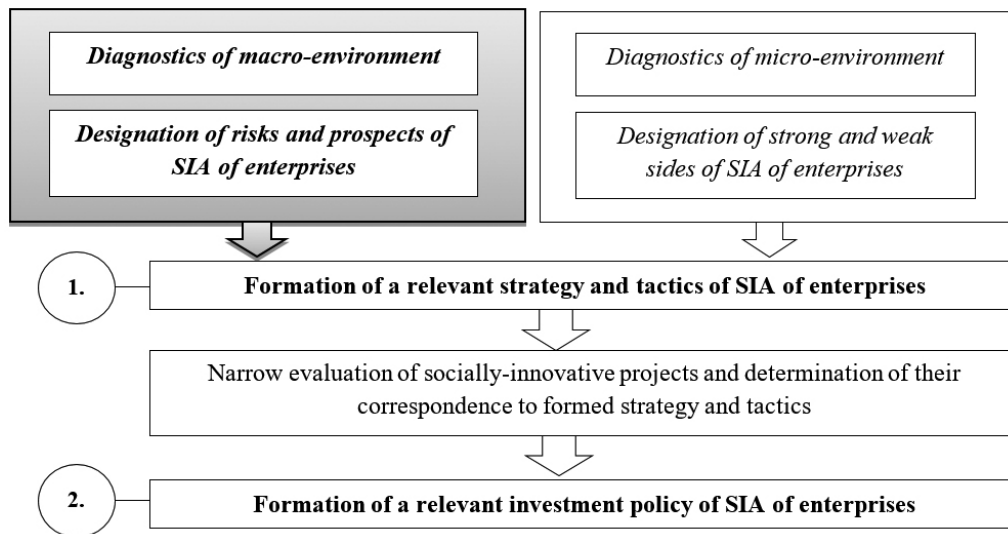 Diagnostics of macro-environment
Designation of risks and prospects of
SIA of enterprises
Diagnostics of micro-environment
Designation of strong and weak
sides of SIA of enterprises
1.
Formation of a relevant strategy and tactics of SIA of enterprises
Narrow evaluation of socially-innovative projects and determination of their
correspondence to formed strategy and tactics
2.
Formation of a relevant investment policy of SIA of enterprises